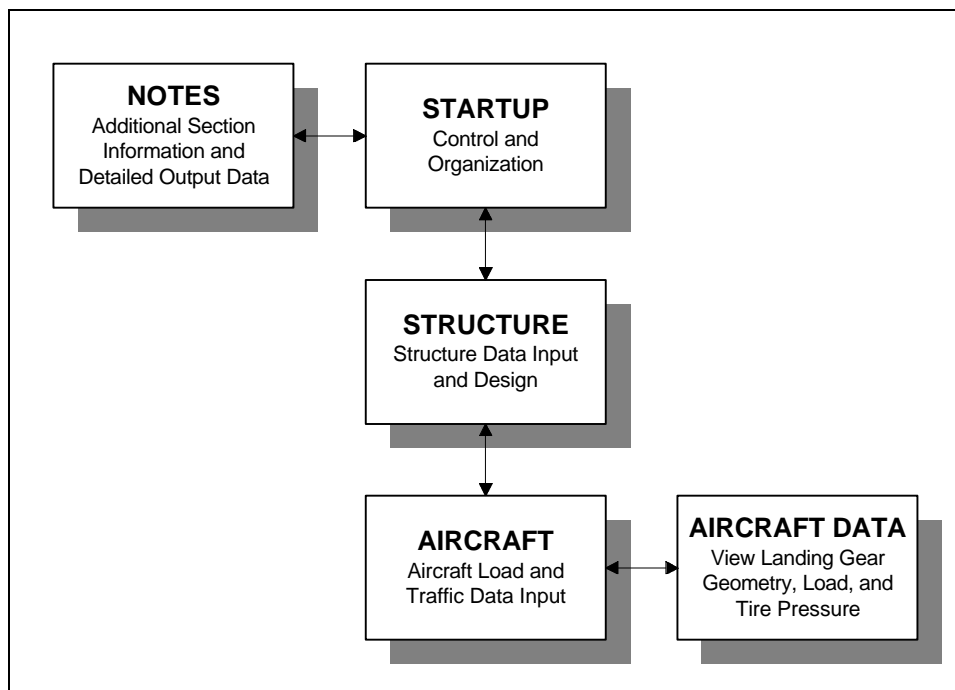 NOTES
Additional Section
Information and
Detailed Output Data
STARTUP
Control and
Organization
STRUCTURE
Structure Data Input
and Design
AIRCRAFT
Aircraft Load and
Traffic Data Input
AIRCRAFT DATA
View Landing Gear
Geometry, Load, and
Tire Pressure